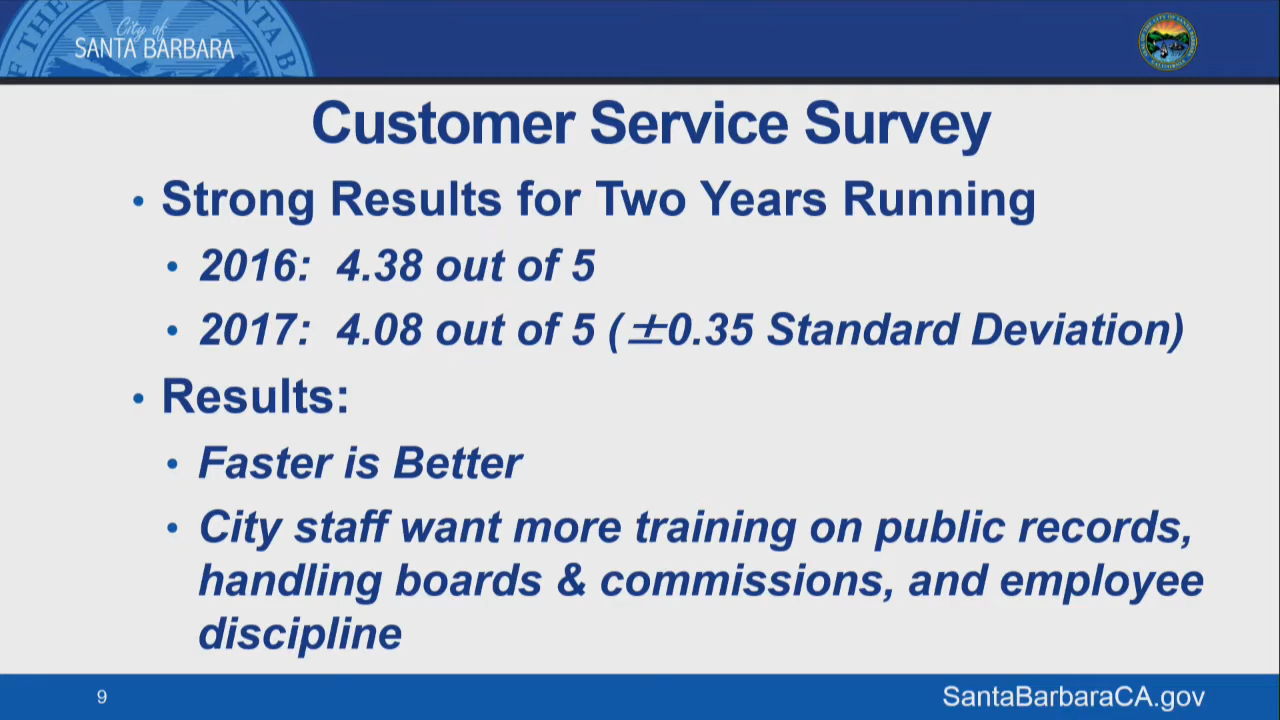 City of
SANTA BARBARA
Customer Service Survey
• Strong Results for Two Years Running
• 2016: 4.38 out of 5
• 2017: 4.08 out of 5 (±0.35 Standard Deviation)
• Results:
• Faster is Better
• City staff want more training on public records,
handling boards & commissions, and employee
discipline
9
SantaBarbaraCA.gov